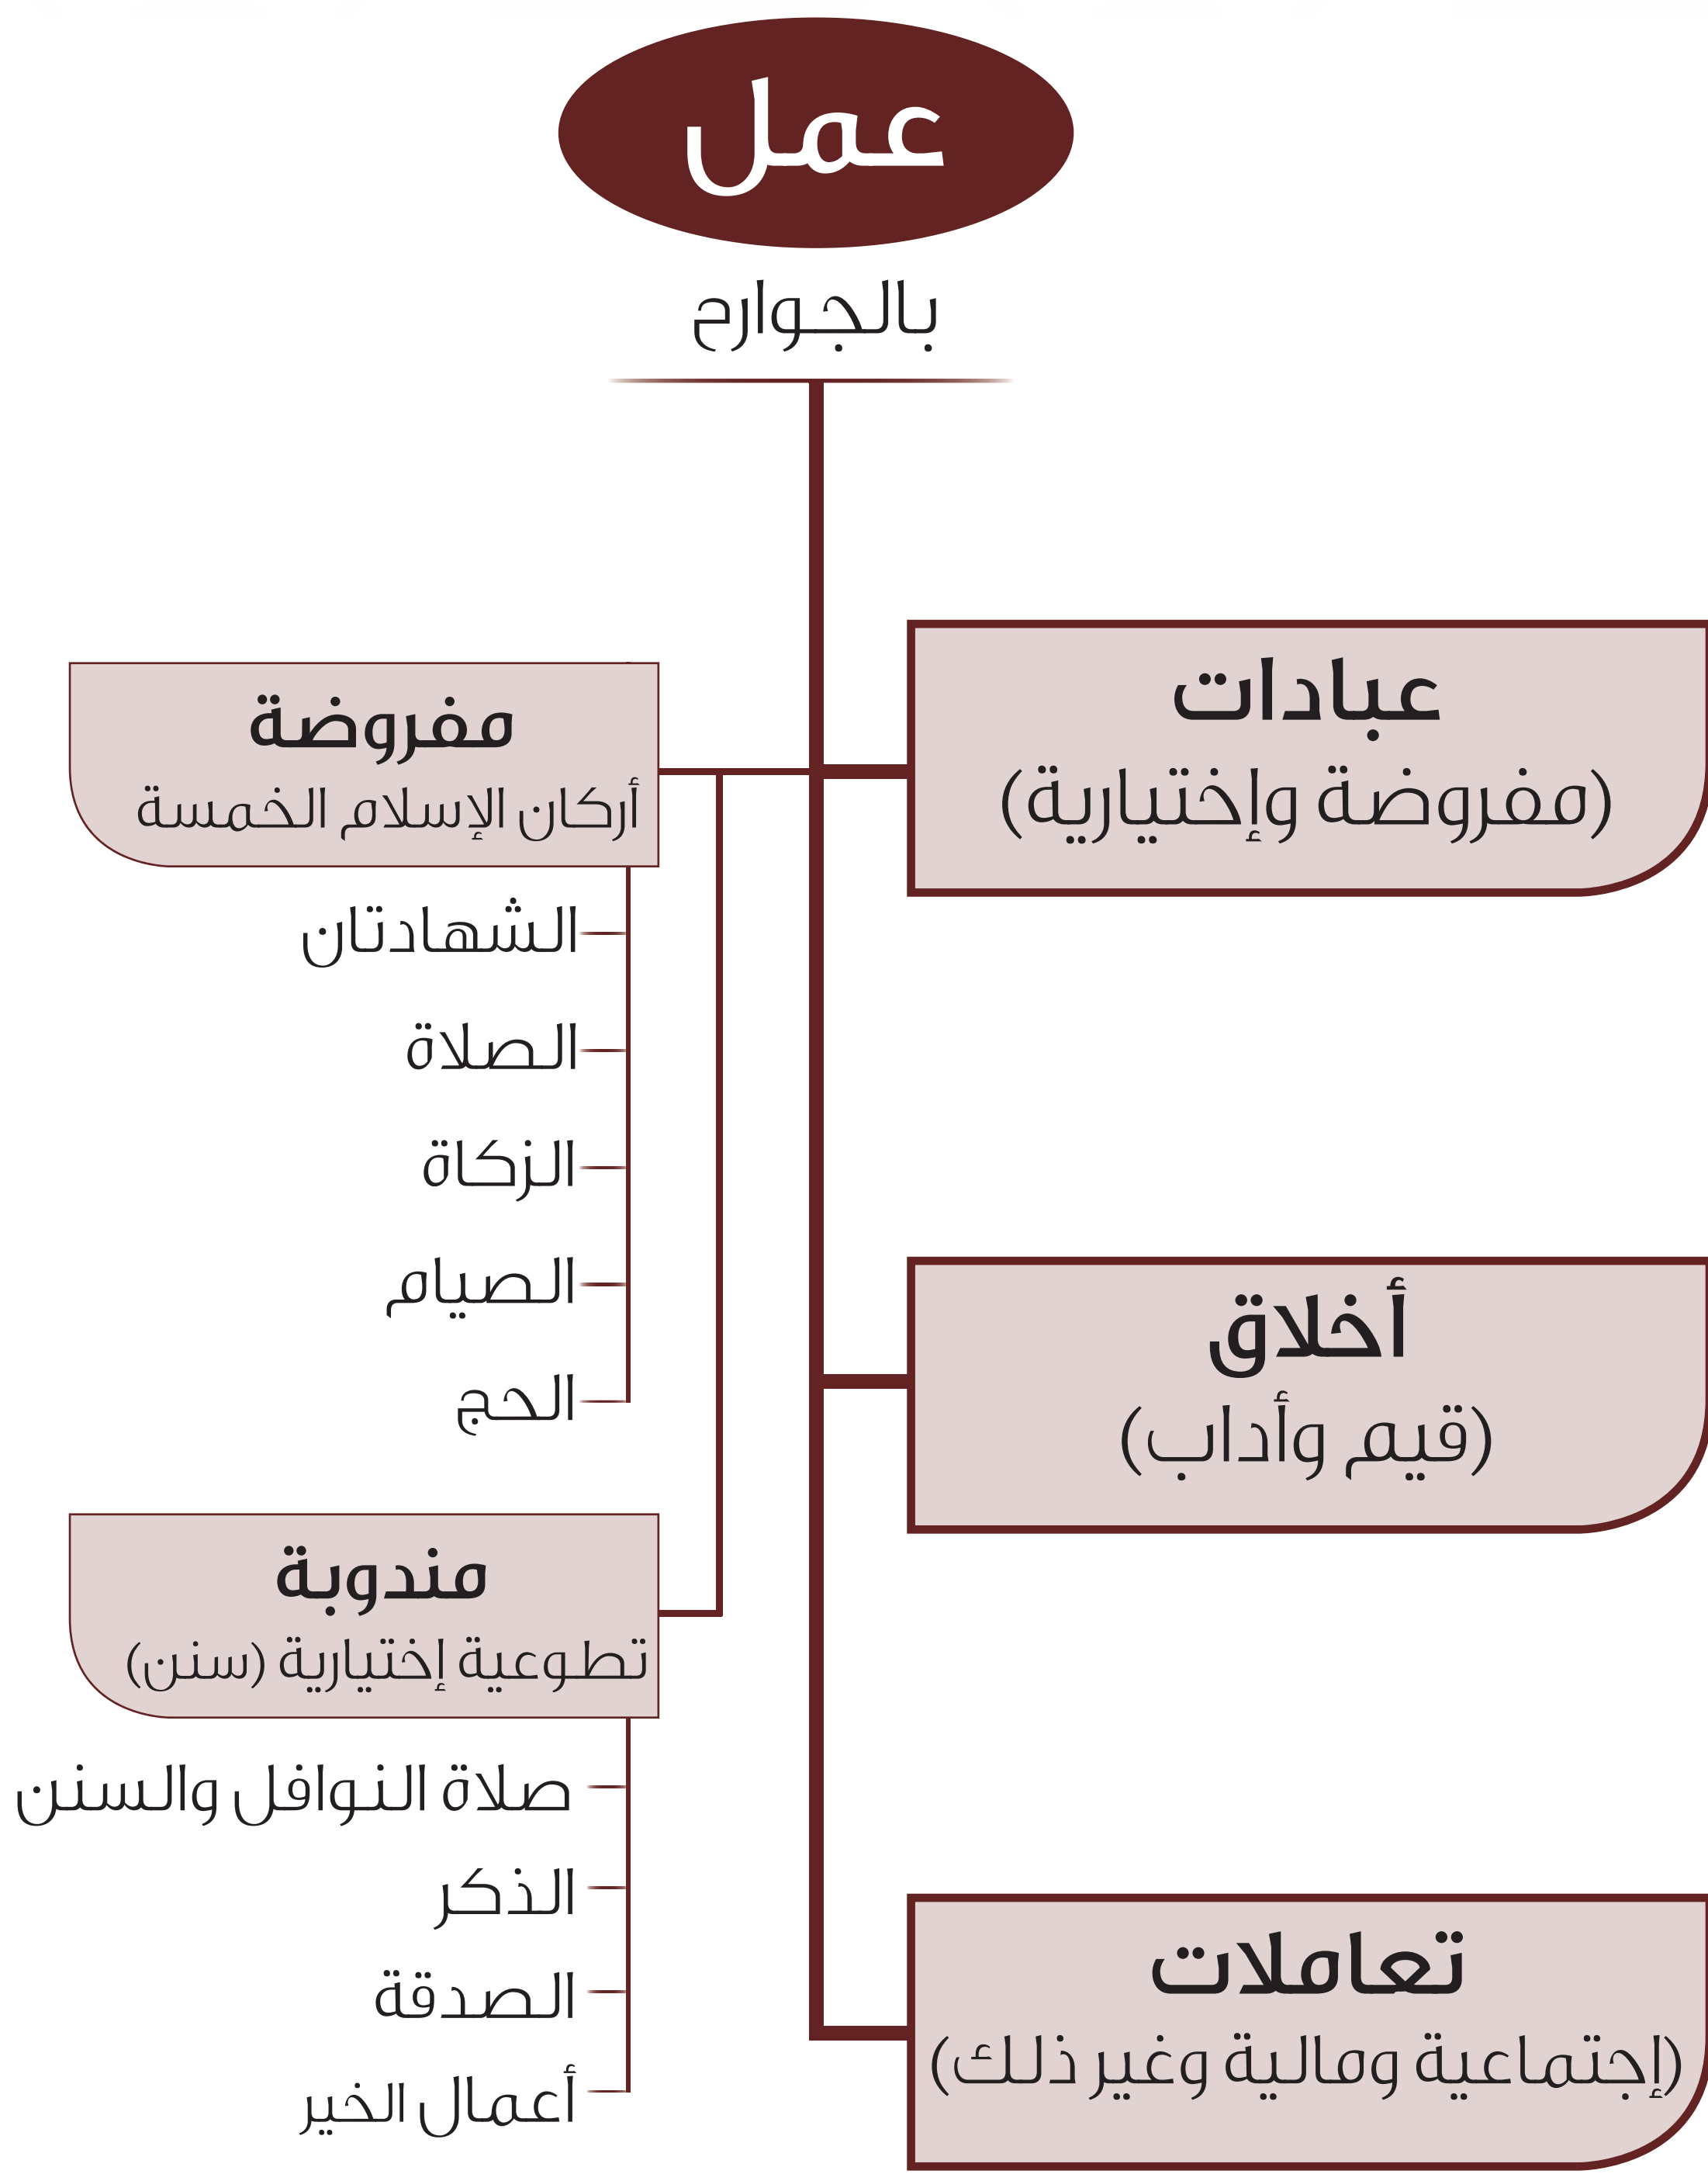 عمل
بالجوارح
عبادات
(مفروضة وإختيارية)
مفروضة
أركان الإسلام الخمسة
الشهادتان
الصلاة
الزكاة
الصيام
الحج
مندوبة
تطوعية إختيارية (سنن)
صلاة النوافل والسنن
الذكر
الصدقة
أعمال الخير
أخلاق
(قيم وأداب)
تعاملات
(إجتماعية ومالية وغير ذلك)